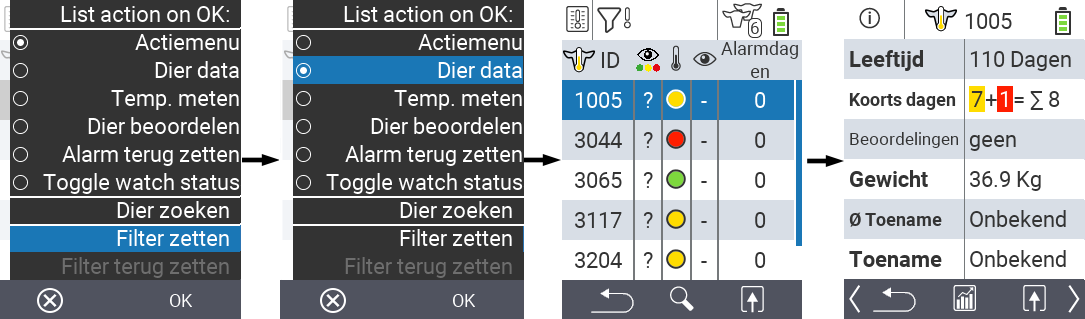 List action on OK:
Actiemenu
Dier data
Temp. meten
Dier beoordelen
Alarm terug zetten
Toggle watch status
Dier zoeken
Filter zetten
Filter terug zetten
OK
List action on OK:
Actiemenu
Dier data
Temp. meten
Dier beoordelen
Alarm terug zetten
Toggle watch status
Dier zoeken
Filter zetten
Filter terug zetten
OK
6
ID Alarmdag
en
1005 ? - 0
3044 ? - 0
3065 ? - 0
3117 ? - 0
3204 ? - 0
1005
Leeftijd 110 Dagen
Koorts dagen 7+1= ∑ 8
Beoordelingen geen
Gewicht 36.9 Kg
Ø Toename Onbekend
Toename Onbekend